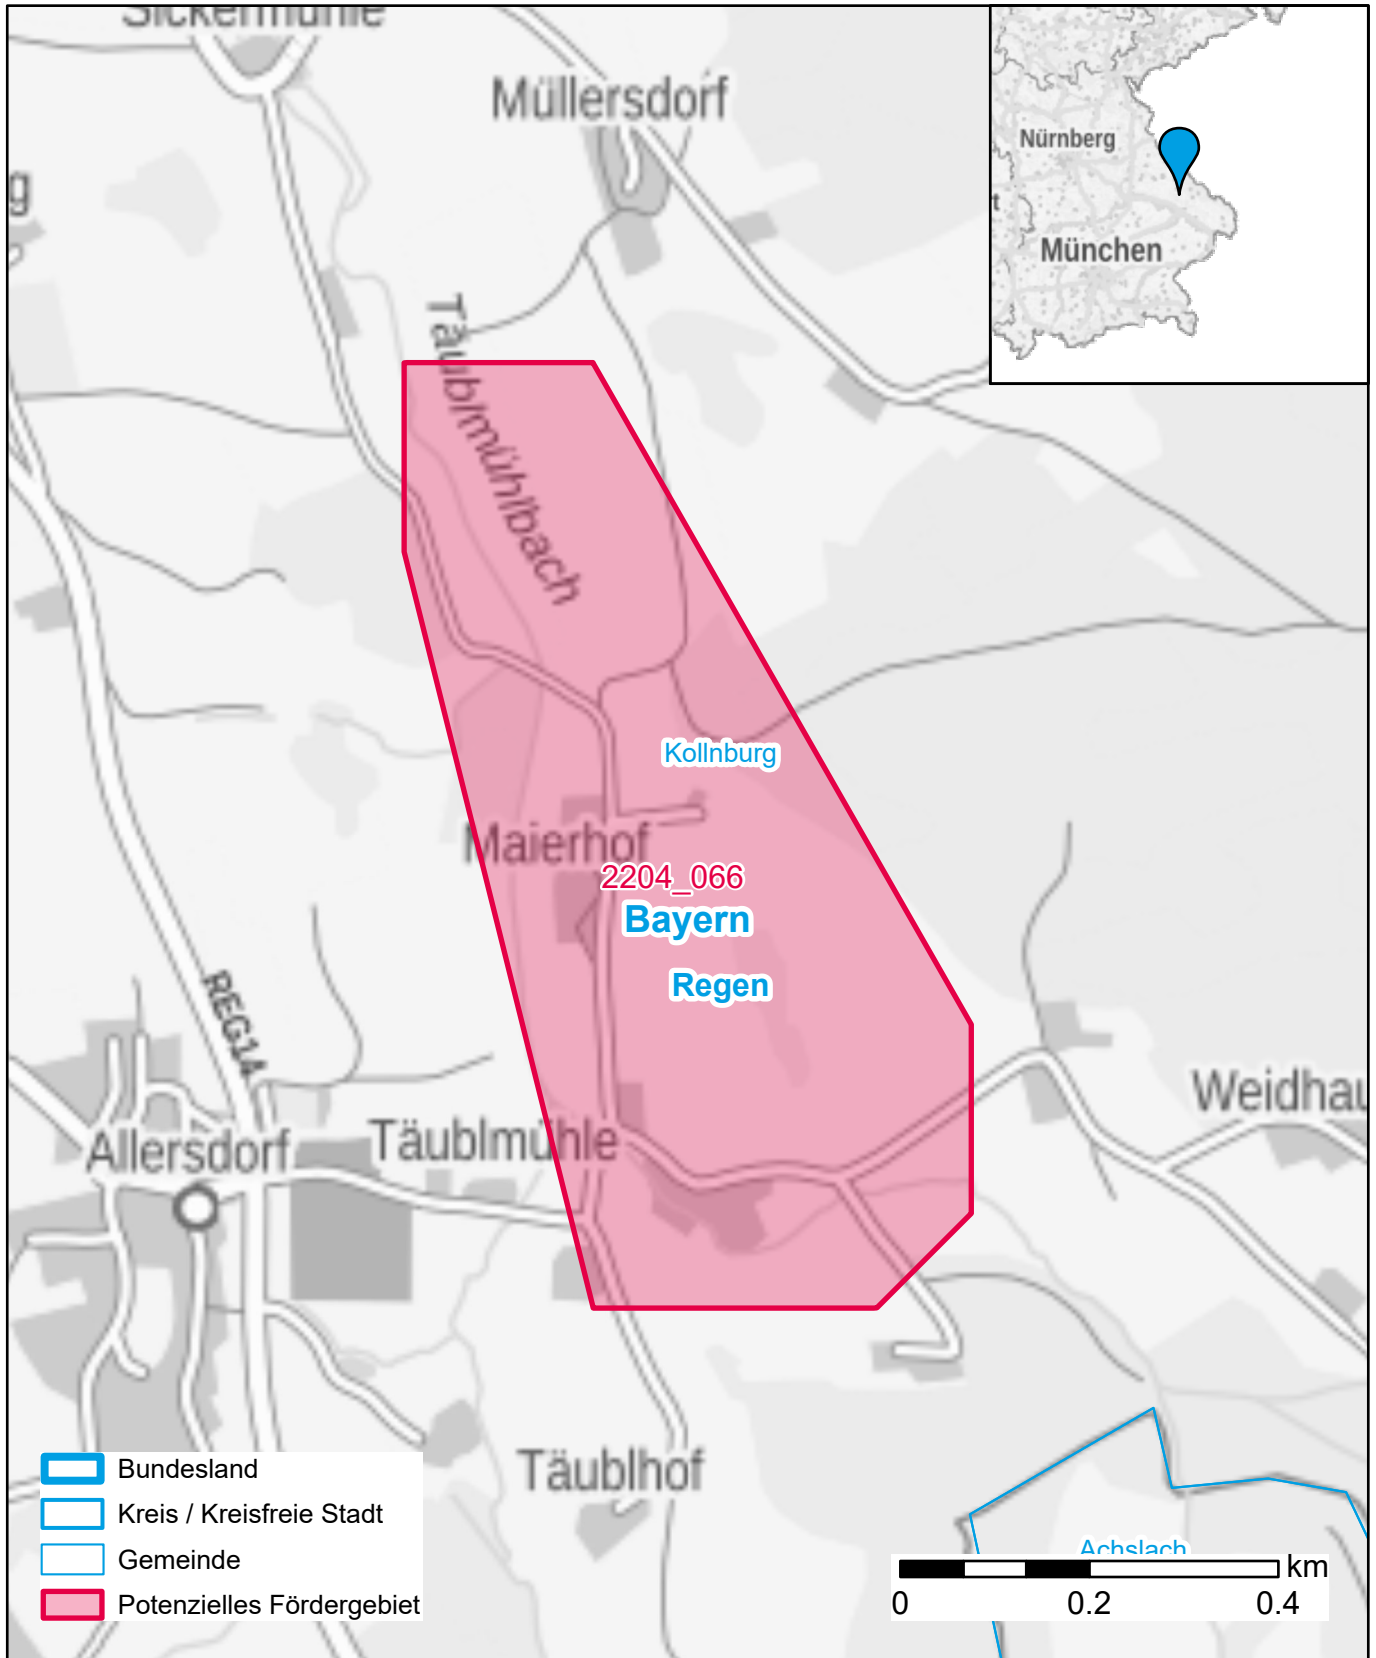 Sickermühle
Müllersdorf
Nürnberg
München
g
t
Täublmühlbach
Kollnburg
Maierhof
2204_066
Bayern
Regen
REG14
Weidhau
Allersdorf
Täublmühle
Täublhof
Achslach
Bundesland
Kreis / Kreisfreie Stadt
Gemeinde
Potenzielles Fördergebiet
km
0 0.2 0.4